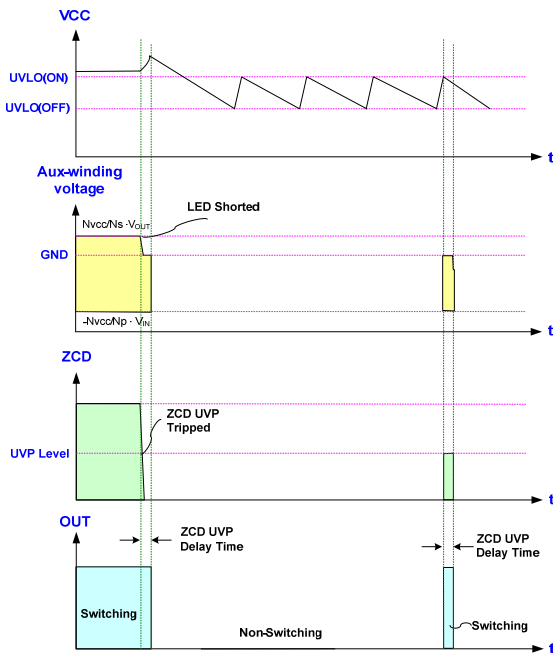 VCC
UVLO(ON)
UVLO(OFF)
t
Aux-winding
voltage
LED Shorted
Nvcc/Ns ·VOUT
GND
-Nvcc/Np · VIN
t
ZCD
ZCD UVP
Tripped
UVP Level
t
OUT
ZCD UVP
Delay Time
ZCD UVP
Delay Time
Switching
Non-Switching
Switching
t